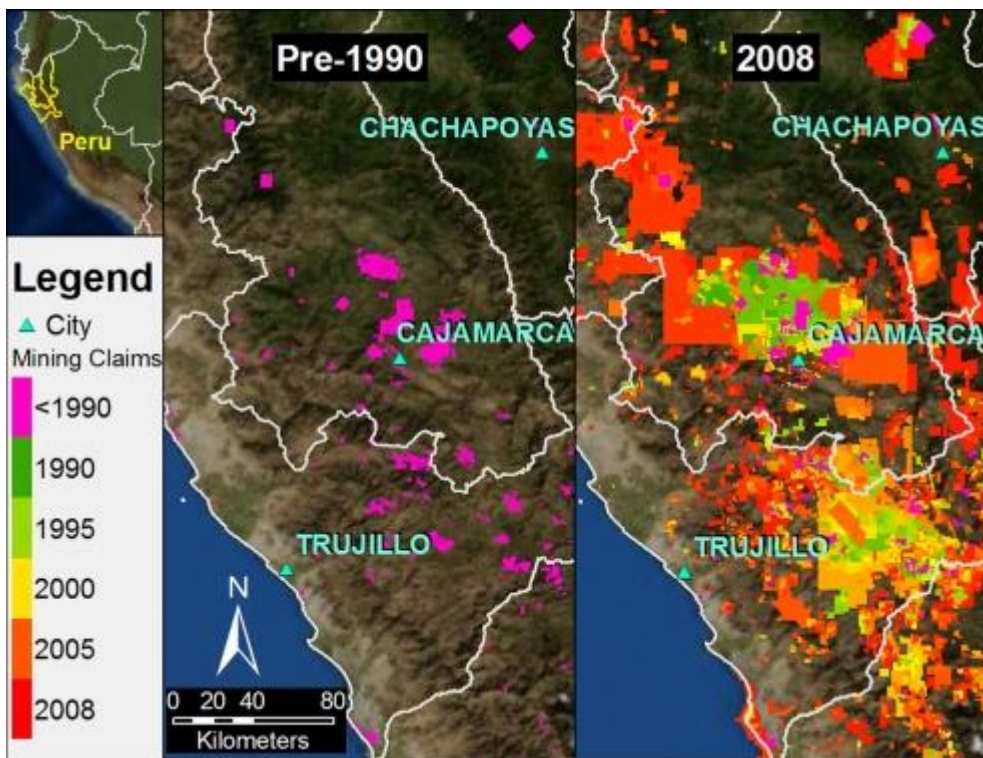 Peru
Legend
City
Mining Claims
<1990
1990
1995
2000
2005
2008
Pre-1990
CHACHAPOYAS
CAJAMARCA
TRUJILLO
N
0 20 40 80
Kilometers
2008
CHACHAPOYAS
CAJAMARCA
TRUJILLO